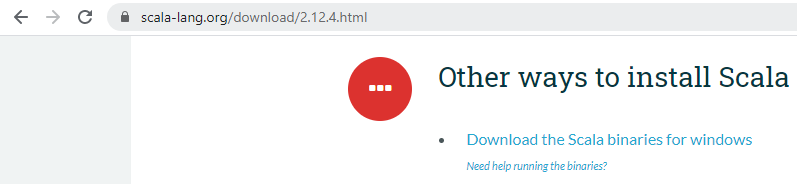 scala-lang.org/download/2.12.4.html
Other ways to install Scala
Download the Scala binaries for windows
Need help running the binaries?